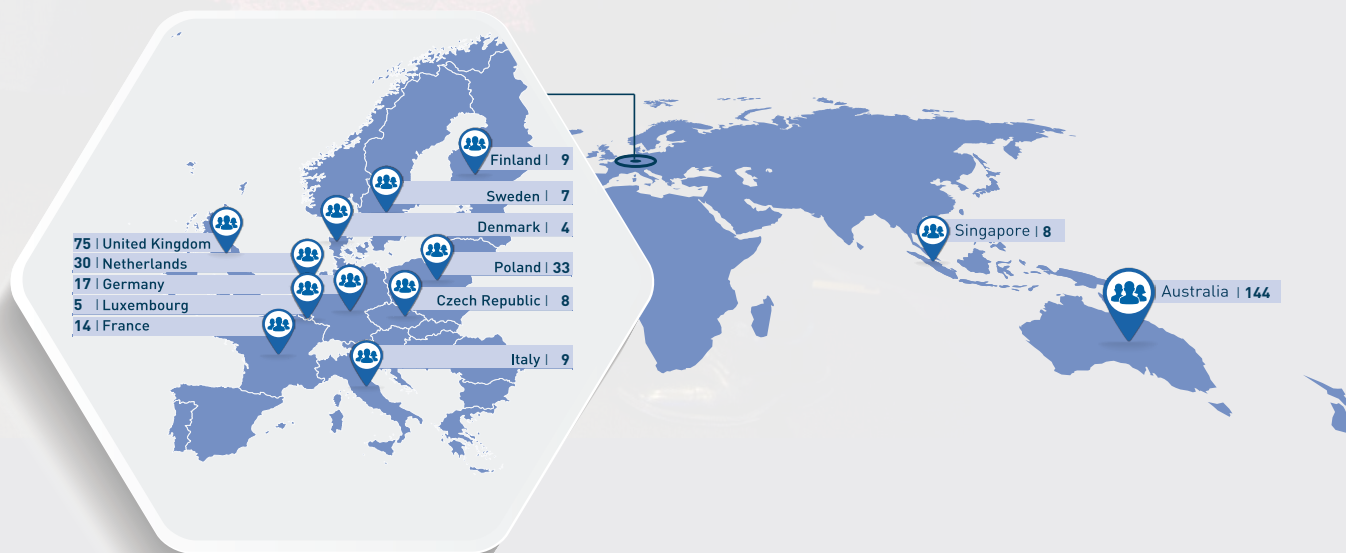 Finland | 9
Sweden | 7
Denmark | 4
75 | United Kingdom
30 | Netherlands
17 | Germany
5 | Luxembourg
14 | France
Poland | 33
Czech Republic | 8
Italy | 9
Singapore | 8
Australia | 144